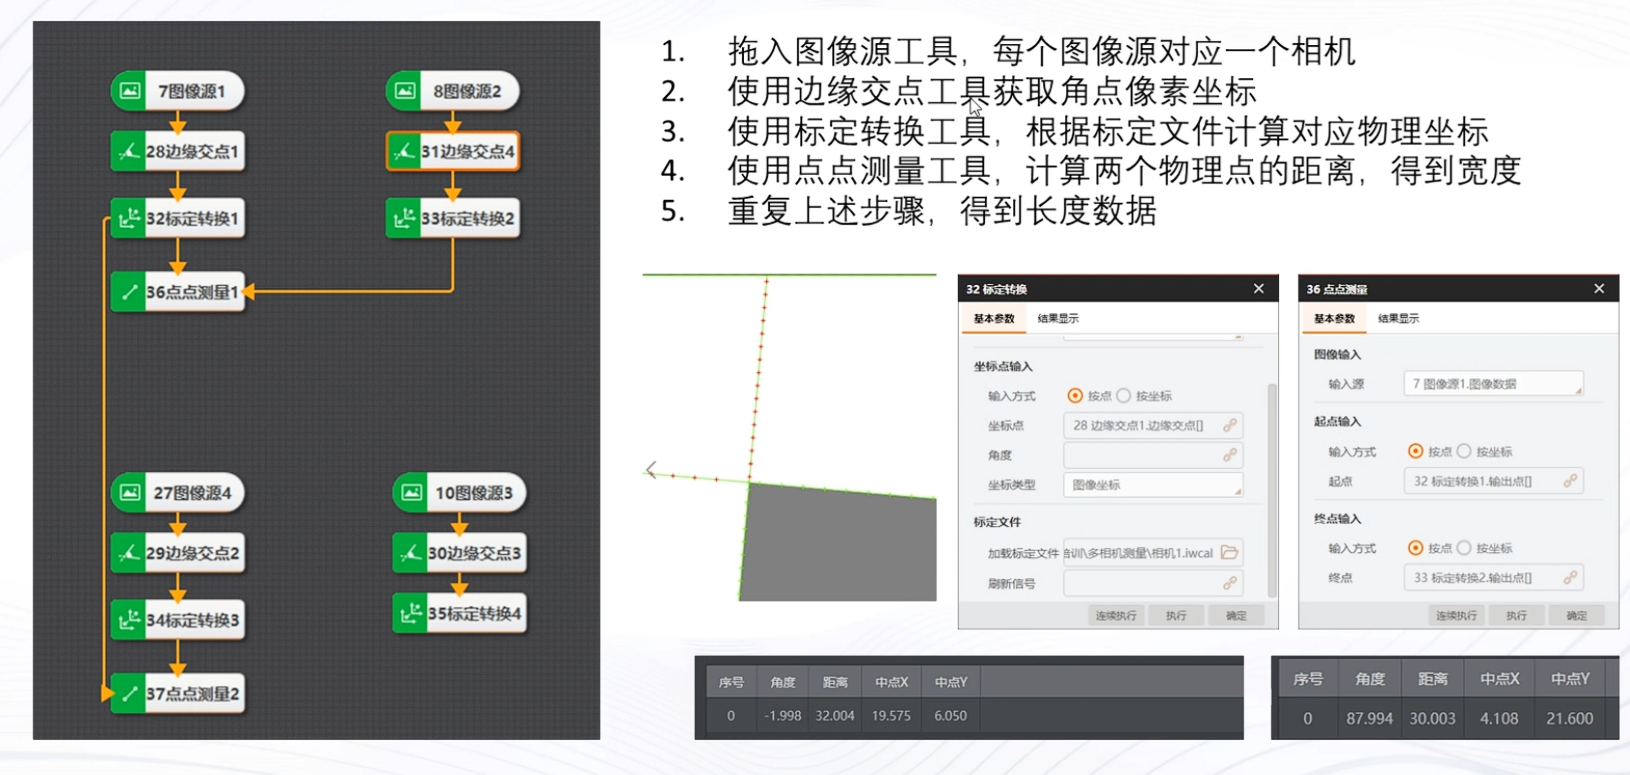 7图像源1
8图像源2
28边缘交点1
31边缘交点4
32标定转换1
33标定转换2
36点点测量1
27图像源4
10图像源3
29边缘交点2
30边缘交点3
34标定转换3
35标定转换4
37点点测量2
1. 拖入图像源工具，每个图像源对应一个相机
2. 使用边缘交点工具获取角点像素坐标
3. 使用标定转换工具，根据标定文件计算对应物理坐标
4. 使用点点测量工具，计算两个物理点的距离，得到宽度
5. 重复上述步骤，得到长度数据
32 标定转换
基本参数 结果显示
坐标点输入
输入方式 按点 按坐标
坐标点 28 边缘交点1.边缘交点[]
角度
坐标类型 图像坐标
标定文件
加载标定文件 训\多相机测量\相机1.iwcal
刷新信号
连续执行 执行 确定
36 点点测量
基本参数 结果显示
图像输入
输入源 7 图像源1.图像数据
起点输入
输入方式 按点 按坐标
起点 32 标定转换1.输出点[]
终点输入
输入方式 按点 按坐标
终点 33 标定转换2.输出点[]
连续执行 执行 确定
序号 角度 距离 中点X 中点Y
0 -1.998 32.004 19.575 6.050
序号 角度 距离 中点X 中点Y
0 87.994 30.003 4.108 21.600